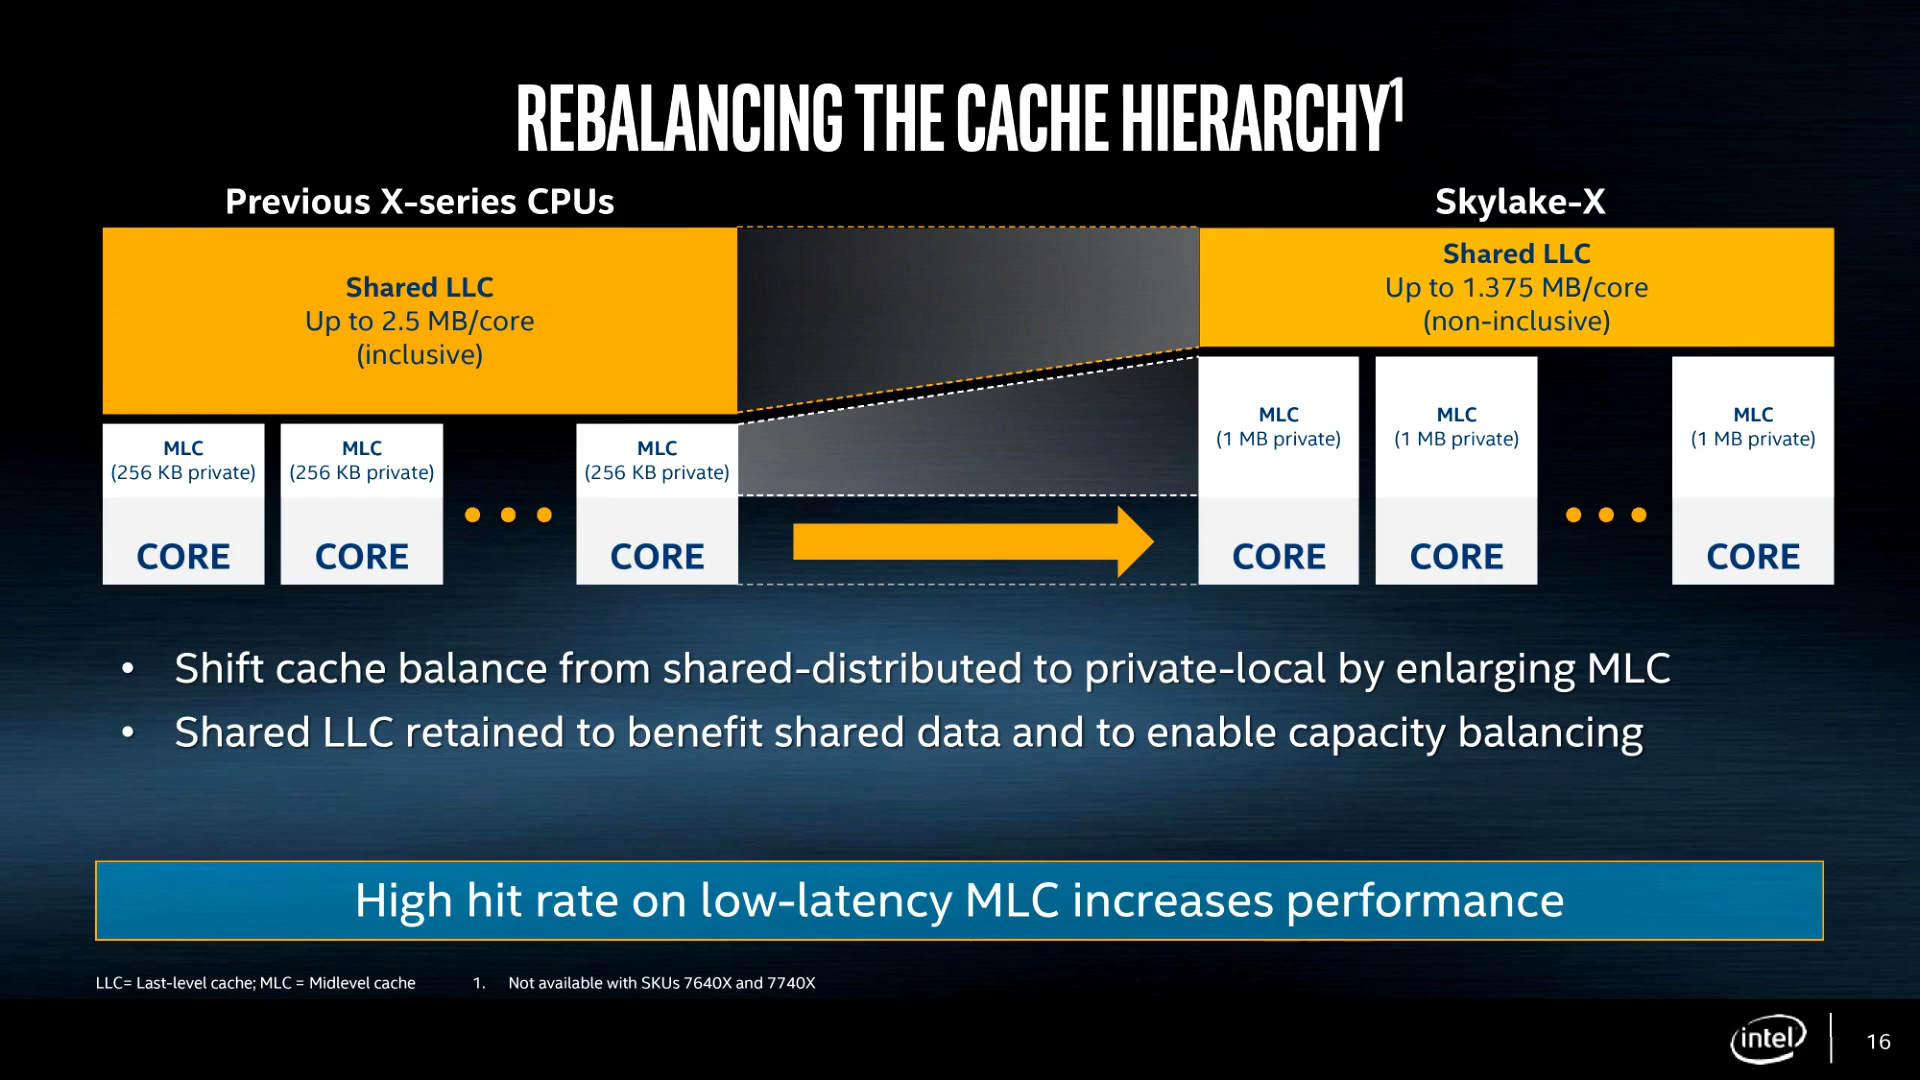 REBALANCING THE CACHE HIERARCHY¹
Previous X-series CPUs
Shared LLC
Up to 2.5 MB/core
(inclusive)
MLC
(256 KB private)
CORE
MLC
(256 KB private)
CORE
MLC
(256 KB private)
CORE
Skylake-X
Shared LLC
Up to 1.375 MB/core
(non-inclusive)
MLC
(1 MB private)
CORE
MLC
(1 MB private)
CORE
MLC
(1 MB private)
CORE
• Shift cache balance from shared-distributed to private-local by enlarging MLC
• Shared LLC retained to benefit shared data and to enable capacity balancing
High hit rate on low-latency MLC increases performance
LLC= Last-level cache; MLC = Midlevel cache
1. Not available with SKUs 7640X and 7740X
intel
16